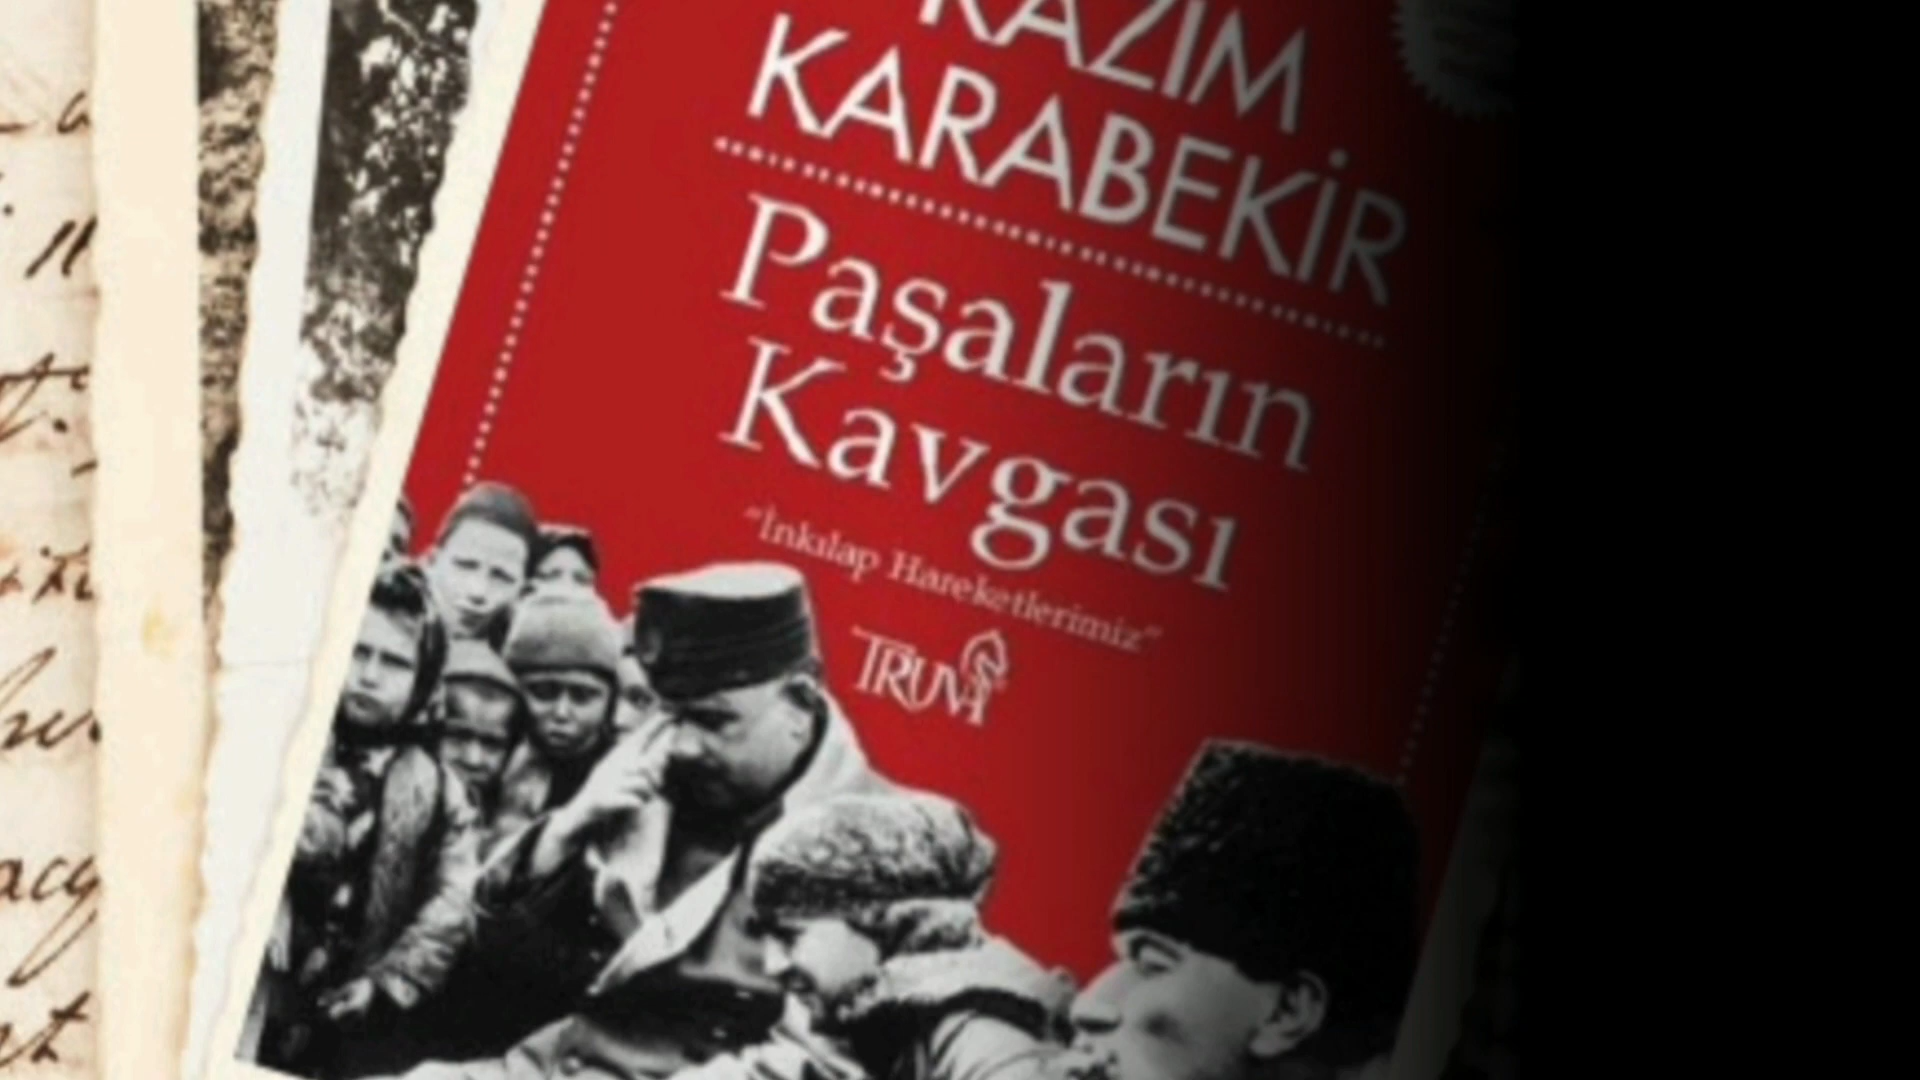 KAZIM
KARABEKİR
Paşaların
Kavgası
"İnkılap Hareketlerimiz"
TRUVA